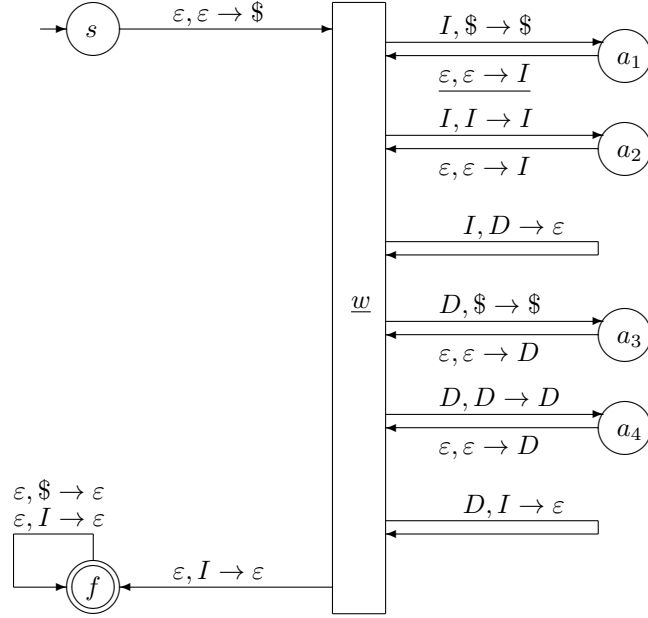 s
ε, ε → $
I, $ → $
a1
ε, ε → I
I, I → I
a2
ε, ε → I
I, D → ε
w
D, $ → $
a3
ε, ε → D
D, D → D
a4
ε, ε → D
D, I → ε
ε, $ → ε
ε, I → ε
f
ε, I → ε